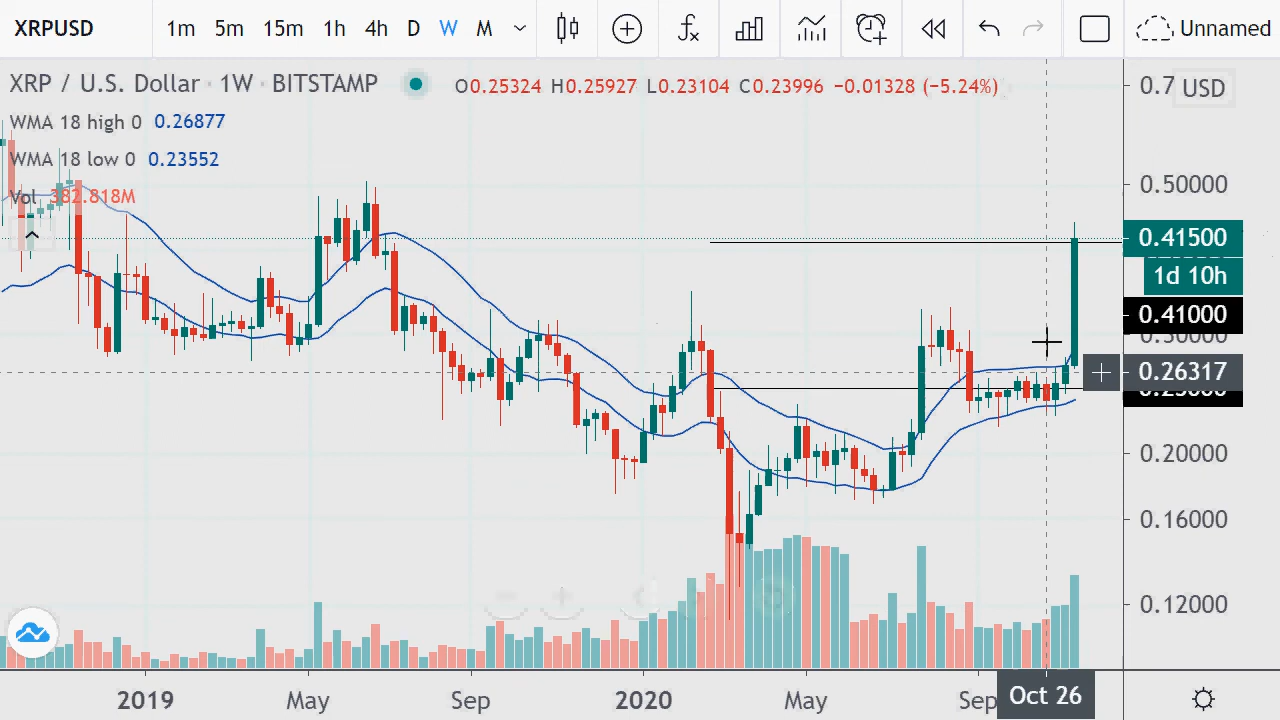 XRPUSD 1m 5m 15m 1h 4h D W M Unnamed
XRP / U.S. Dollar · 1W · BITSTAMP O0.25324 H0.25927 L0.23104 C0.23996 −0.01328 (−5.24%)
0.7 USD
WMA 18 high 0 0.26877
WMA 18 low 0 0.23552
Vol 382.818M
0.50000
0.41500
1d 10h
0.41000
0.30000
0.26317
0.20000
0.16000
0.12000
2019 May Sep 2020 May Sep Oct 26